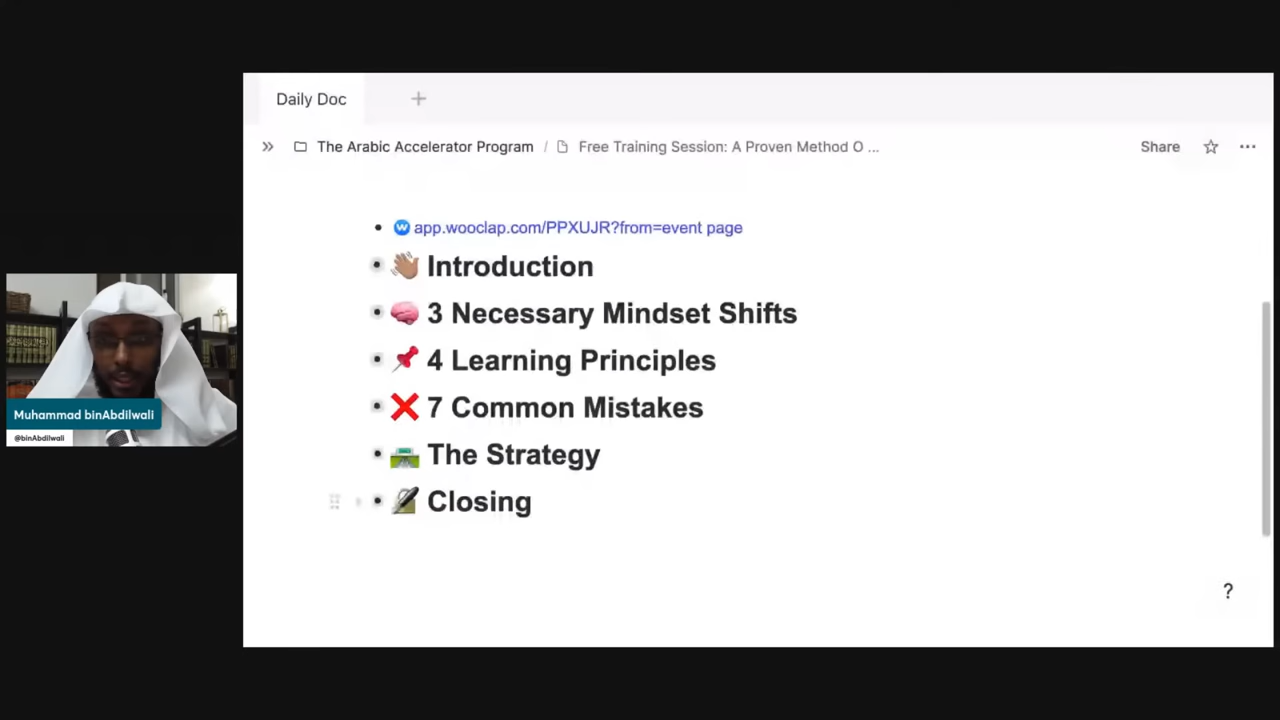 Daily Doc
The Arabic Accelerator Program / Free Training Session: A Proven Method O ...
Share
app.wooclap.com/PPXUJR?from=event page
Introduction
3 Necessary Mindset Shifts
4 Learning Principles
7 Common Mistakes
The Strategy
Closing
Muhammad binAbdilwali
@binAbdilwali
?